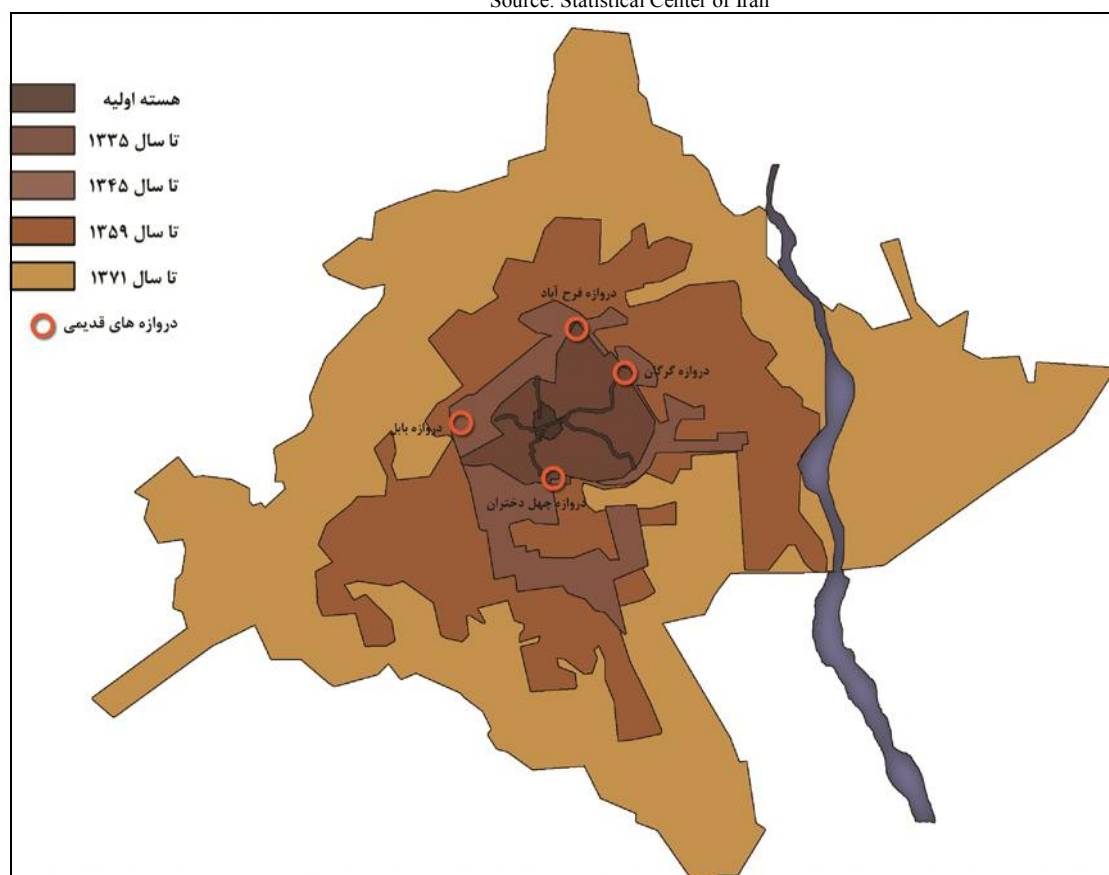 Source: Statistical Center of Iran
هسته اولیه
تا سال ۱۳۳۵
تا سال ۱۳۴۵
تا سال ۱۳۵۹
تا سال ۱۳۷۱
دروازه های قدیمی
دروازه فرح آباد
دروازه گرگان
دروازه بابل
دروازه چهل دختران